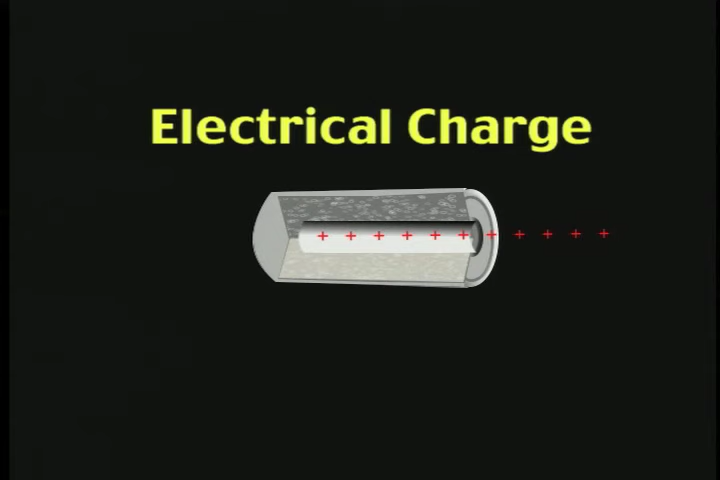 Electrical Charge
+ + + + + + + + + + +